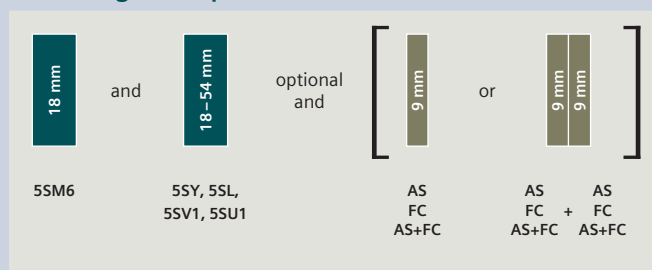 18 mm
and
18–54 mm
optional
and
9 mm
or
9 mm
9 mm
5SM6
5SY, 5SL,
5SV1, 5SU1
AS
FC
AS+FC
AS AS
FC + FC
AS+FC AS+FC